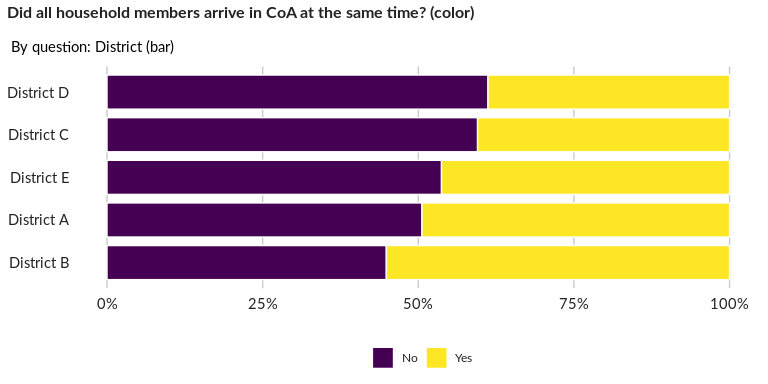 Did all household members arrive in CoA at the same time? (color)
By question: District (bar)
District D
District C
District E
District A
District B
0% 25% 50% 75% 100%
No Yes